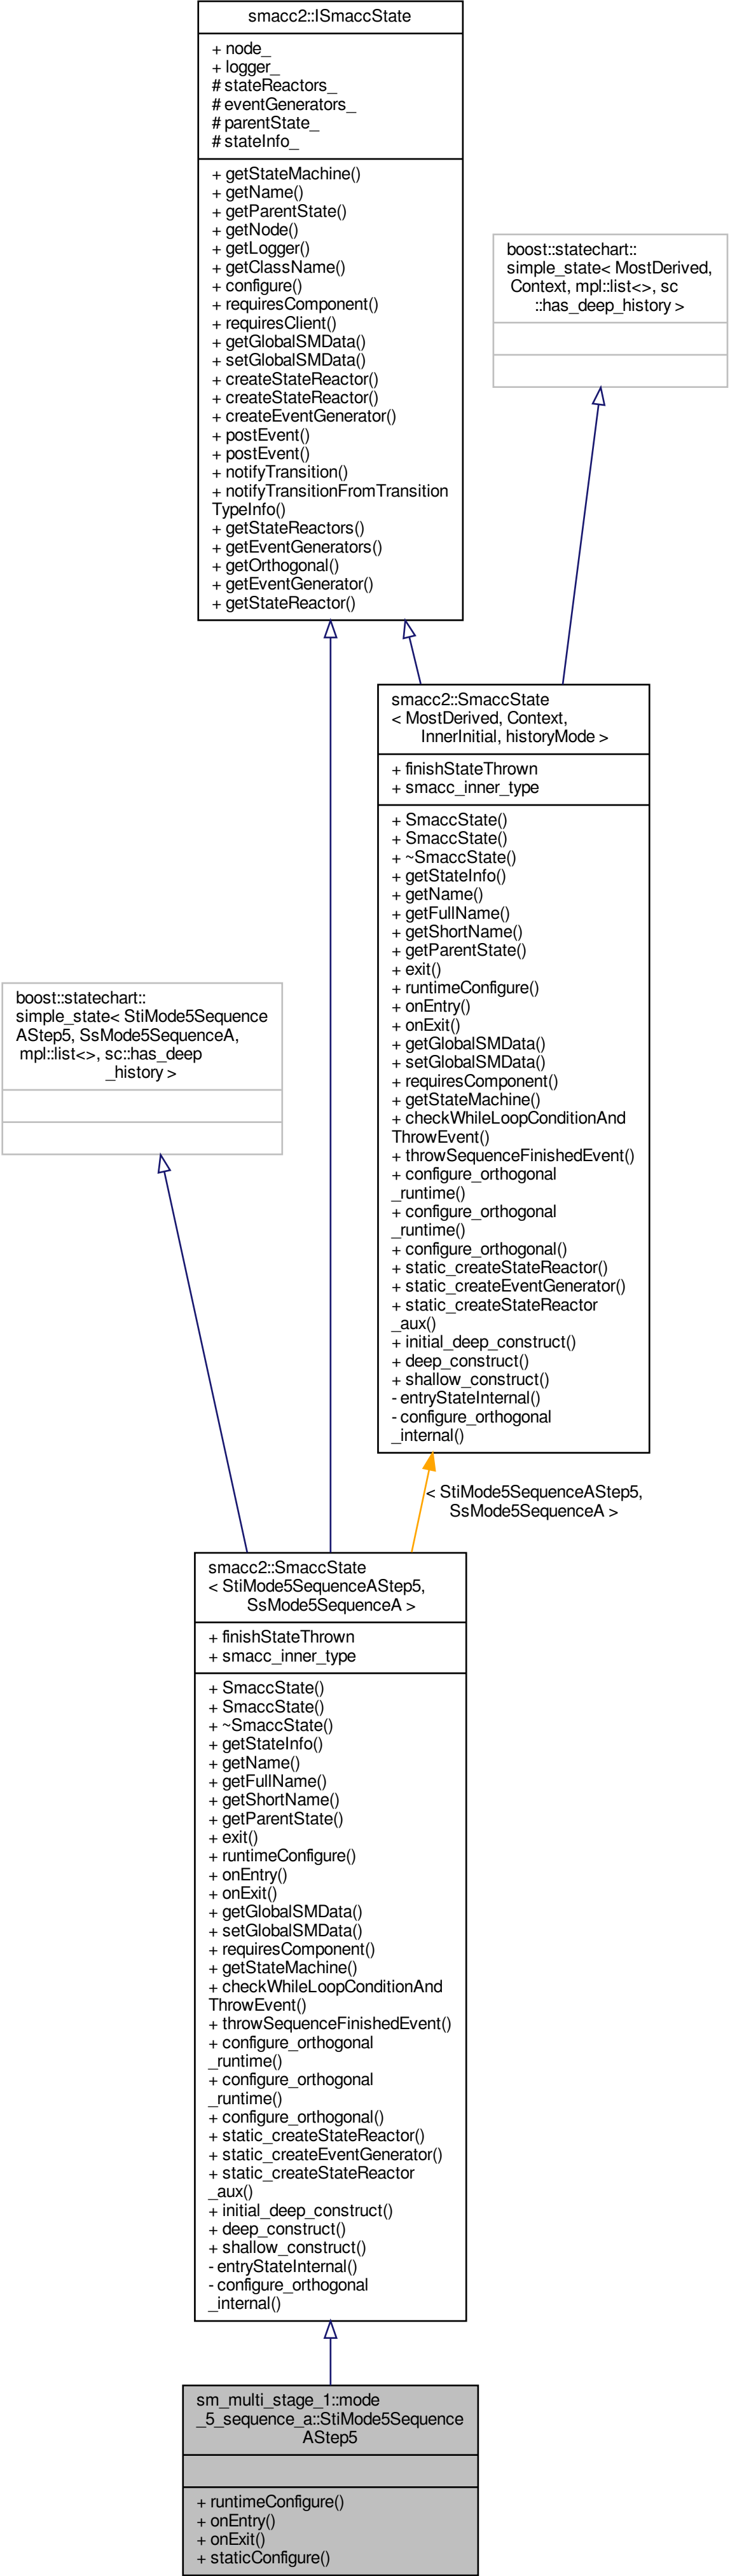 smacc2::ISmaccState
+ node_
+ logger_
# stateReactors_
# eventGenerators_
# parentState_
# stateInfo_
+ getStateMachine()
+ getName()
+ getParentState()
+ getNode()
+ getLogger()
+ getClassName()
+ configure()
+ requiresComponent()
+ requiresClient()
+ getGlobalSMData()
+ setGlobalSMData()
+ createStateReactor()
+ createStateReactor()
+ createEventGenerator()
+ postEvent()
+ postEvent()
+ notifyTransition()
+ notifyTransitionFromTransition
TypeInfo()
+ getStateReactors()
+ getEventGenerators()
+ getOrthogonal()
+ getEventGenerator()
+ getStateReactor()
boost::statechart::
simple_state< MostDerived,
Context, mpl::list<>, sc
::has_deep_history >
smacc2::SmaccState
< MostDerived, Context,
InnerInitial, historyMode >
+ finishStateThrown
+ smacc_inner_type
+ SmaccState()
+ SmaccState()
+ ~SmaccState()
+ getStateInfo()
+ getName()
+ getFullName()
+ getShortName()
+ getParentState()
+ exit()
+ runtimeConfigure()
+ onEntry()
+ onExit()
+ getGlobalSMData()
+ setGlobalSMData()
+ requiresComponent()
+ getStateMachine()
+ checkWhileLoopConditionAnd
ThrowEvent()
+ throwSequenceFinishedEvent()
+ configure_orthogonal
_runtime()
+ configure_orthogonal
_runtime()
+ configure_orthogonal()
+ static_createStateReactor()
+ static_createEventGenerator()
+ static_createStateReactor
_aux()
+ initial_deep_construct()
+ deep_construct()
+ shallow_construct()
- entryStateInternal()
- configure_orthogonal
_internal()
boost::statechart::
simple_state< StiMode5Sequence
AStep5, SsMode5SequenceA,
mpl::list<>, sc::has_deep
_history >
< StiMode5SequenceAStep5,
SsMode5SequenceA >
smacc2::SmaccState
< StiMode5SequenceAStep5,
SsMode5SequenceA >
+ finishStateThrown
+ smacc_inner_type
+ SmaccState()
+ SmaccState()
+ ~SmaccState()
+ getStateInfo()
+ getName()
+ getFullName()
+ getShortName()
+ getParentState()
+ exit()
+ runtimeConfigure()
+ onEntry()
+ onExit()
+ getGlobalSMData()
+ setGlobalSMData()
+ requiresComponent()
+ getStateMachine()
+ checkWhileLoopConditionAnd
ThrowEvent()
+ throwSequenceFinishedEvent()
+ configure_orthogonal
_runtime()
+ configure_orthogonal
_runtime()
+ configure_orthogonal()
+ static_createStateReactor()
+ static_createEventGenerator()
+ static_createStateReactor
_aux()
+ initial_deep_construct()
+ deep_construct()
+ shallow_construct()
- entryStateInternal()
- configure_orthogonal
_internal()
sm_multi_stage_1::mode
_5_sequence_a::StiMode5Sequence
AStep5
+ runtimeConfigure()
+ onEntry()
+ onExit()
+ staticConfigure()